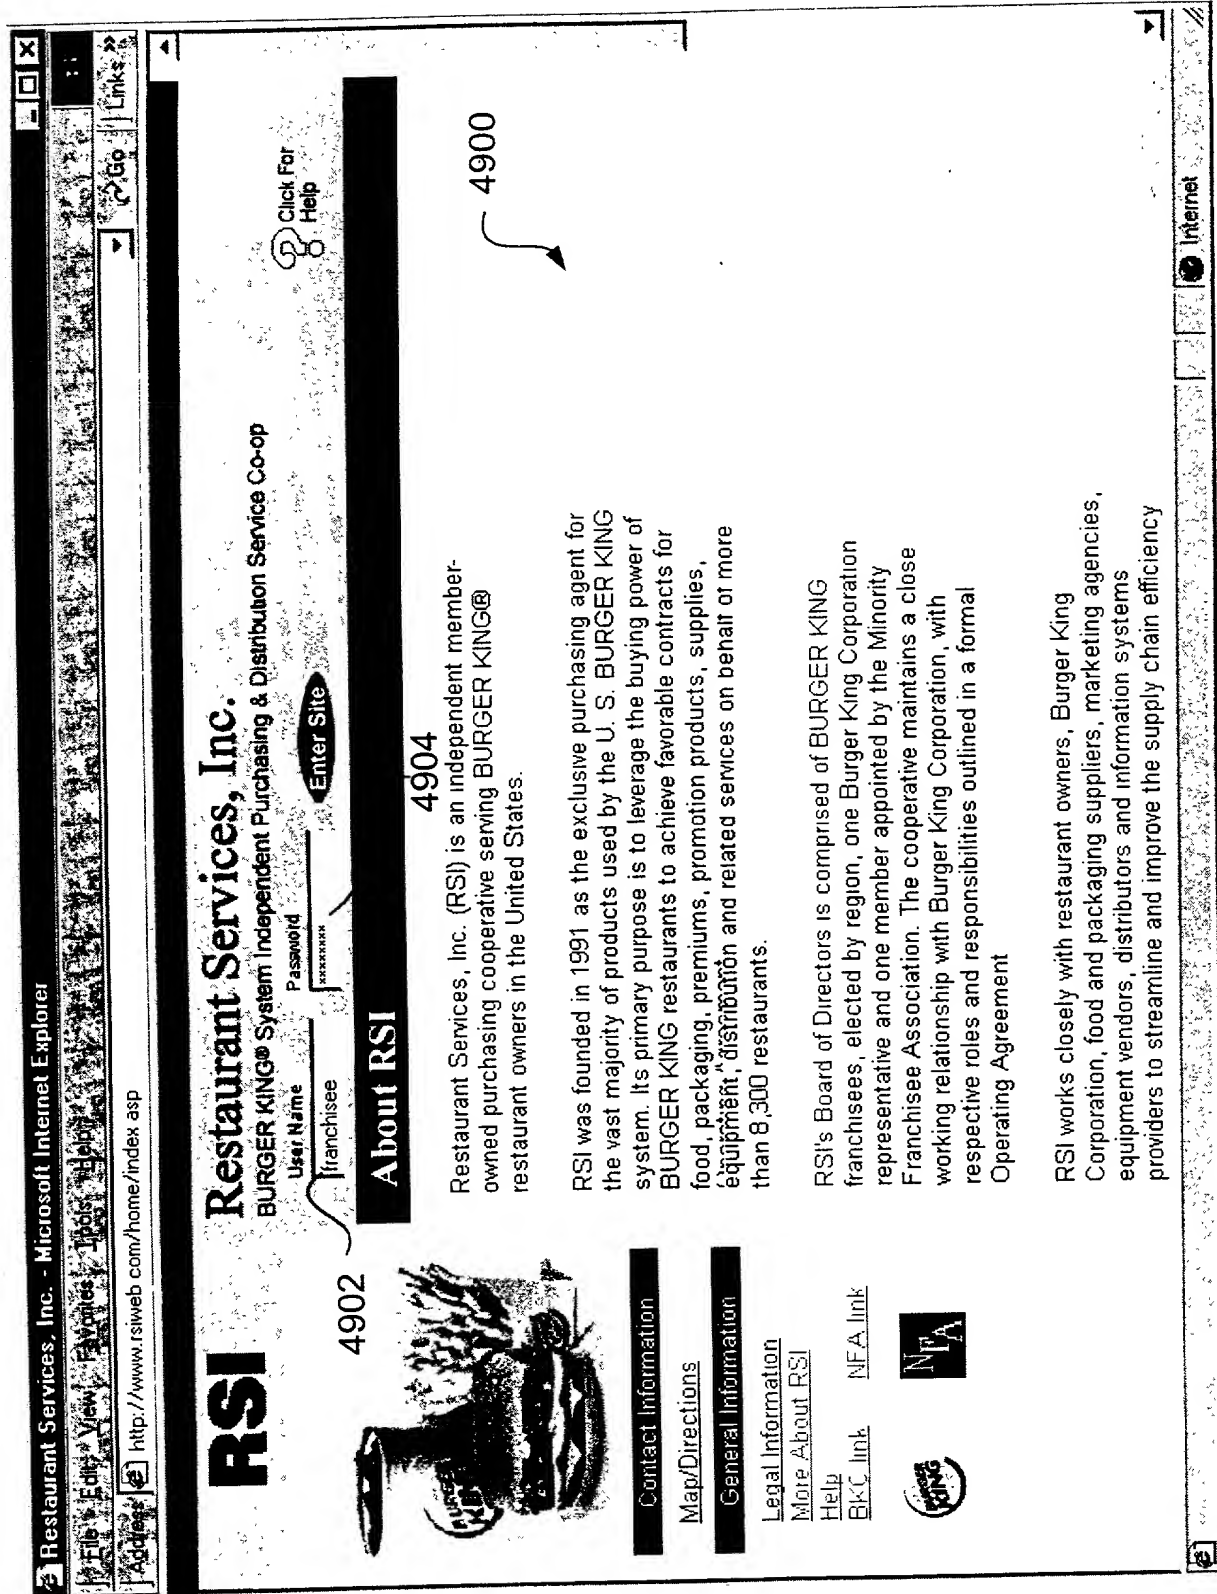 Restaurant Services, Inc. - Microsoft Internet Explorer
File Edit View Favorites Tools Help
Address http://www.rsiweb com/home/index asp
Go Links »
RSI
Restaurant Services, Inc.
BURGER KING® System Independent Purchasing & Distribution Service Co-op
User Name
Password
franchisee
xxxxxxxx
Enter Site
Click For
Help
4902
4904
4900
About RSI
Restaurant Services, Inc. (RSI) is an independent member-
owned purchasing cooperative serving BURGER KING®
restaurant owners in the United States.
RSI was founded in 1991 as the exclusive purchasing agent for
the vast majority of products used by the U. S. BURGER KING
system. Its primary purpose is to leverage the buying power of
BURGER KING restaurants to achieve favorable contracts for
food, packaging, premiums, promotion products, supplies,
equipment, distribution and related services on behalf of more
than 8,300 restaurants.
RSI's Board of Directors is comprised of BURGER KING
franchisees, elected by region, one Burger King Corporation
representative and one member appointed by the Minority
Franchisee Association. The cooperative maintains a close
working relationship with Burger King Corporation, with
respective roles and responsibilities outlined in a formal
Operating Agreement
RSI works closely with restaurant owners, Burger King
Corporation, food and packaging suppliers, marketing agencies,
equipment vendors, distributors and information systems
providers to streamline and improve the supply chain efficiency
Contact Information
Map/Directions
General Information
Legal Information
More About RSI
Help
BKC link NFA link
BURGER
KING
NFA
Internet